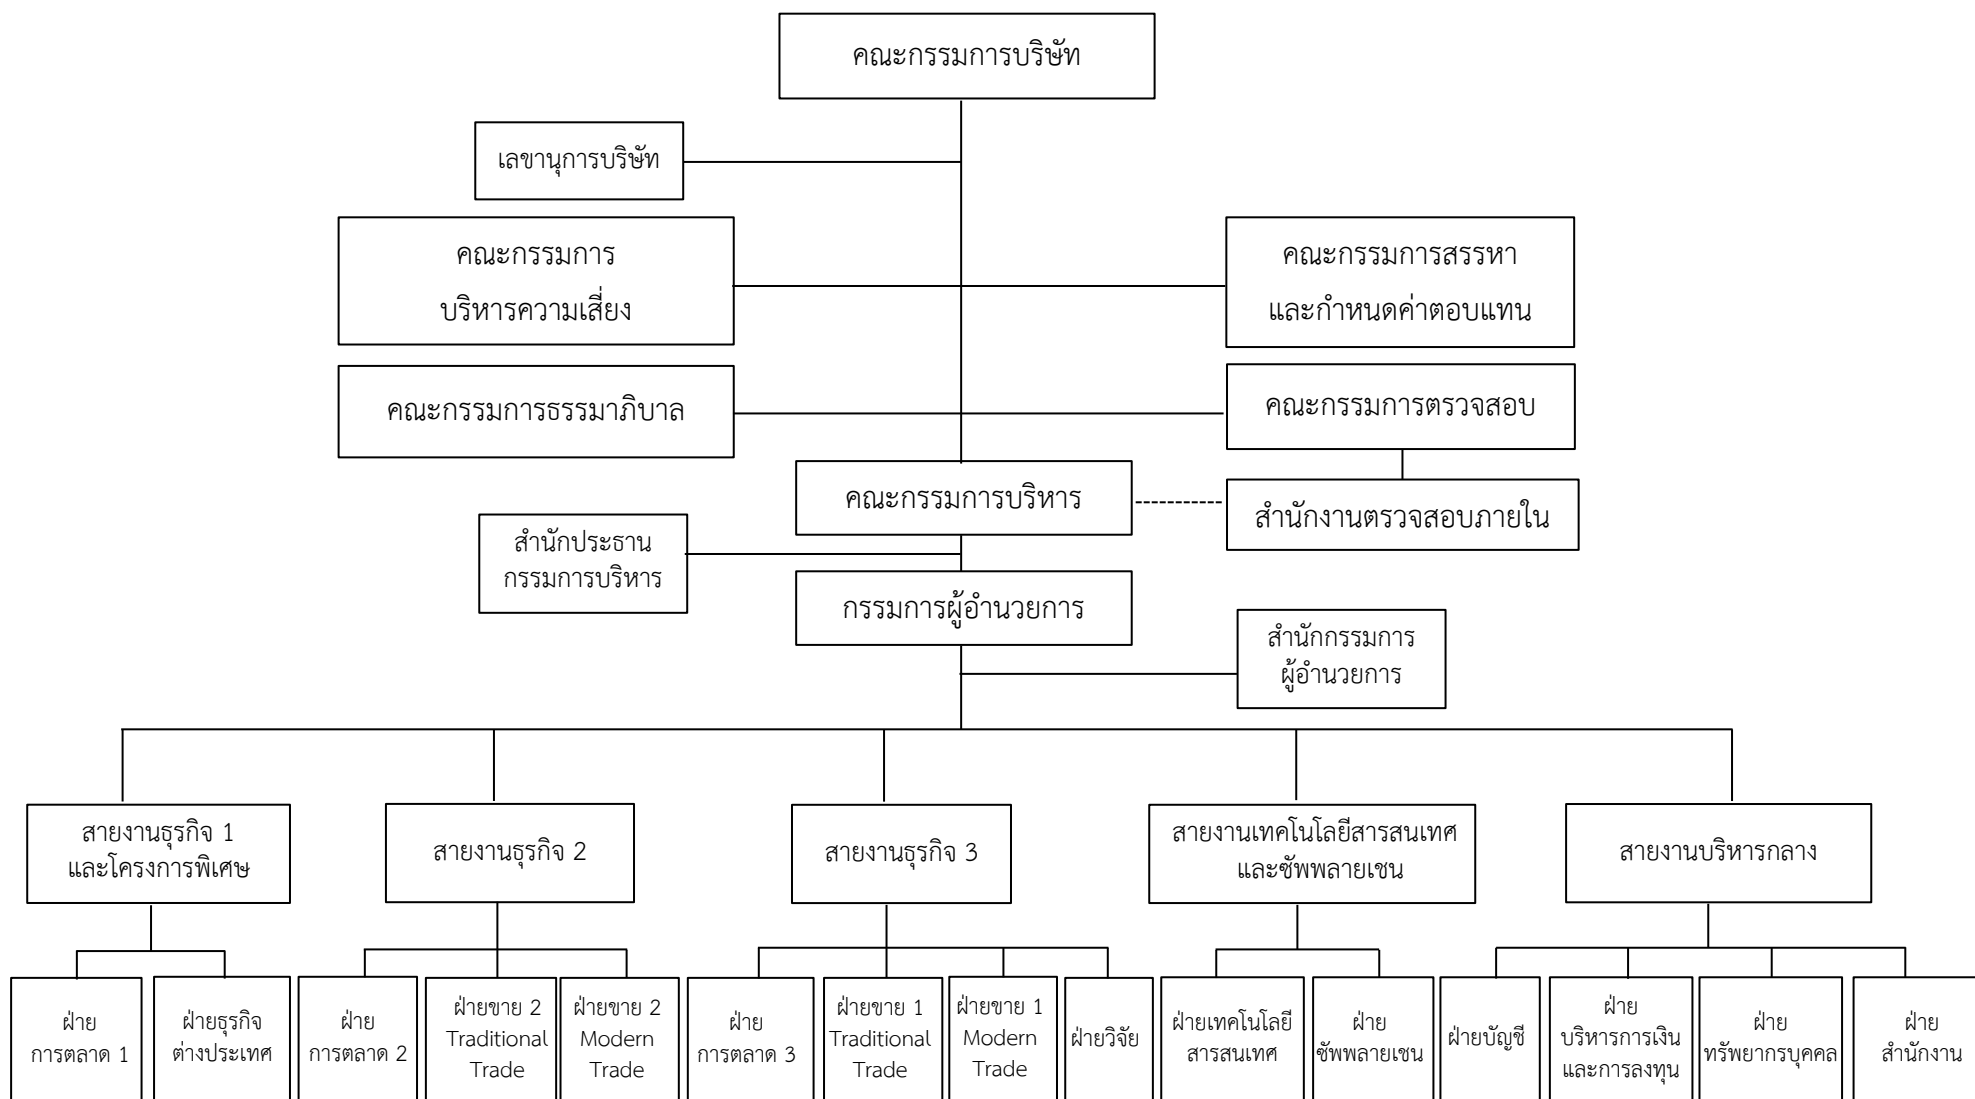 คณะกรรมการบริษัท
เลขานุการบริษัท
คณะกรรมการ
บริหารความเสี่ยง
คณะกรรมการสรรหา
และกำหนดค่าตอบแทน
คณะกรรมการธรรมาภิบาล
คณะกรรมการตรวจสอบ
คณะกรรมการบริหาร
สำนักงานตรวจสอบภายใน
สำนักประธาน
กรรมการบริหาร
กรรมการผู้อำนวยการ
สำนักกรรมการ
ผู้อำนวยการ
สายงานธุรกิจ 1
และโครงการพิเศษ
สายงานธุรกิจ 2
สายงานธุรกิจ 3
สายงานเทคโนโลยีสารสนเทศ
และซัพพลายเชน
สายงานบริหารกลาง
ฝ่าย
การตลาด 1
ฝ่ายธุรกิจ
ต่างประเทศ
ฝ่าย
การตลาด 2
ฝ่ายขาย 2
Traditional
Trade
ฝ่ายขาย 2
Modern
Trade
ฝ่าย
การตลาด 3
ฝ่ายขาย 1
Traditional
Trade
ฝ่ายขาย 1
Modern
Trade
ฝ่ายวิจัย
ฝ่ายเทคโนโลยี
สารสนเทศ
ฝ่าย
ซัพพลายเชน
ฝ่ายบัญชี
ฝ่าย
บริหารการเงิน
และการลงทุน
ฝ่าย
ทรัพยากรบุคคล
ฝ่าย
สำนักงาน